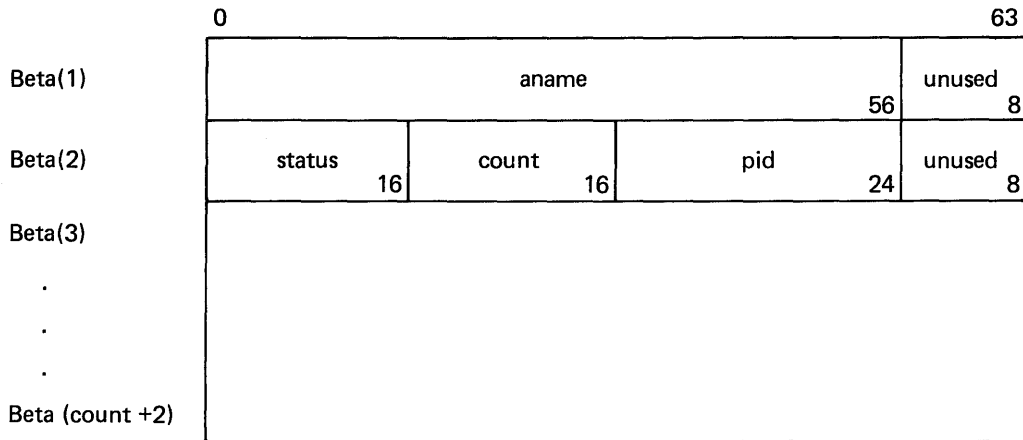 0 63
Beta(1) aname 56 unused 8
Beta(2) status 16 count 16 pid 24 unused 8
Beta(3)
.
.
.
Beta (count +2)